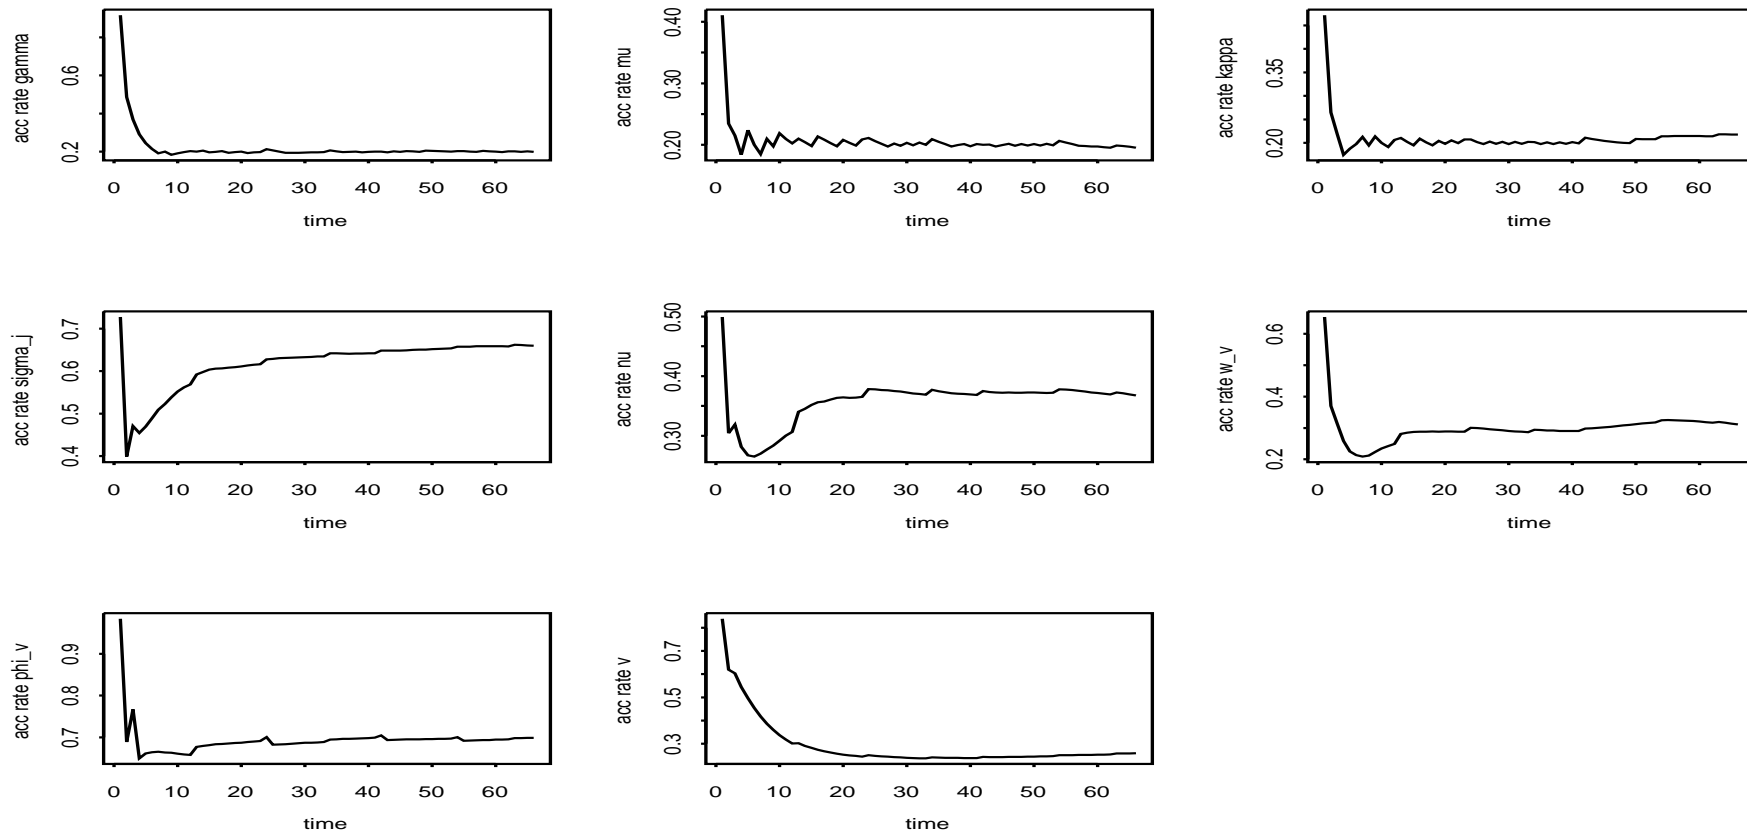 acc rate gamma
0.2 0.6
0 10 20 30 40 50 60
time
acc rate mu
0.20 0.30 0.40
0 10 20 30 40 50 60
time
acc rate kappa
0.20 0.35
0 10 20 30 40 50 60
time
acc rate sigma_j
0.4 0.5 0.6 0.7
0 10 20 30 40 50 60
time
acc rate nu
0.30 0.40 0.50
0 10 20 30 40 50 60
time
acc rate w_v
0.2 0.4 0.6
0 10 20 30 40 50 60
time
acc rate phi_v
0.7 0.8 0.9
0 10 20 30 40 50 60
time
acc rate v
0.3 0.5 0.7
0 10 20 30 40 50 60
time